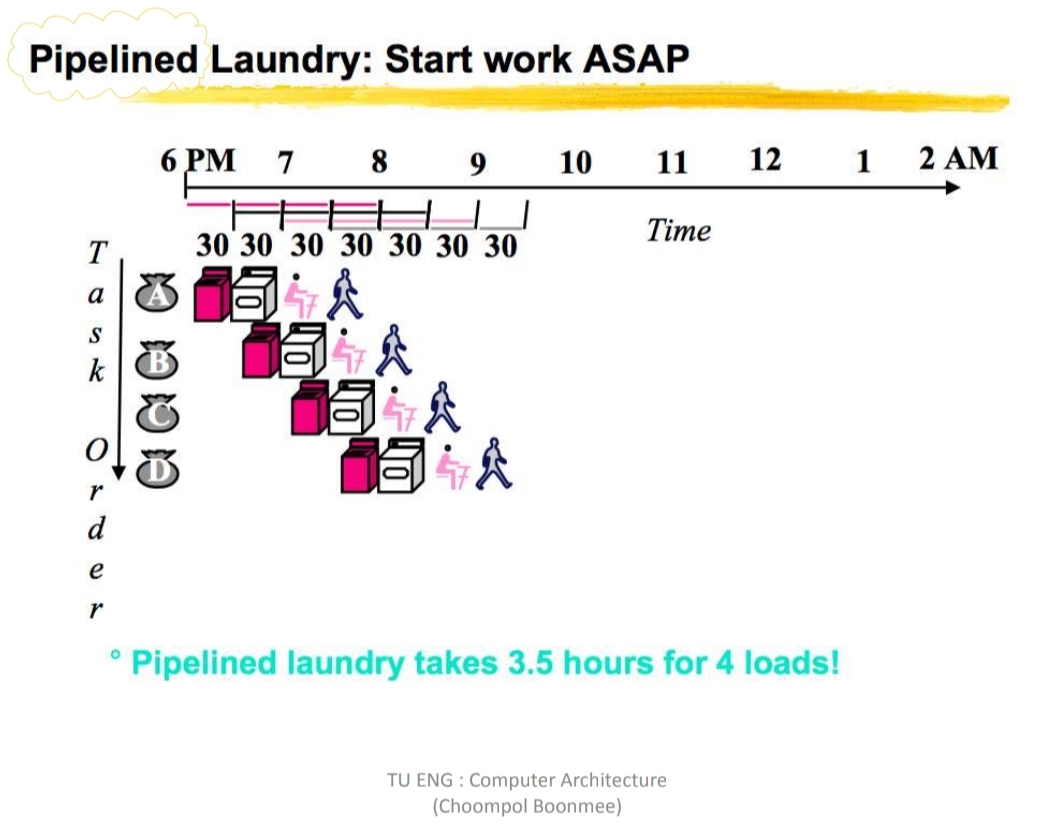 Pipelined Laundry: Start work ASAP
6 PM 7 8 9 10 11 12 1 2 AM
Time
30 30 30 30 30 30 30
Task Order
A
B
C
D
° Pipelined laundry takes 3.5 hours for 4 loads!
TU ENG : Computer Architecture
(Choompol Boonmee)